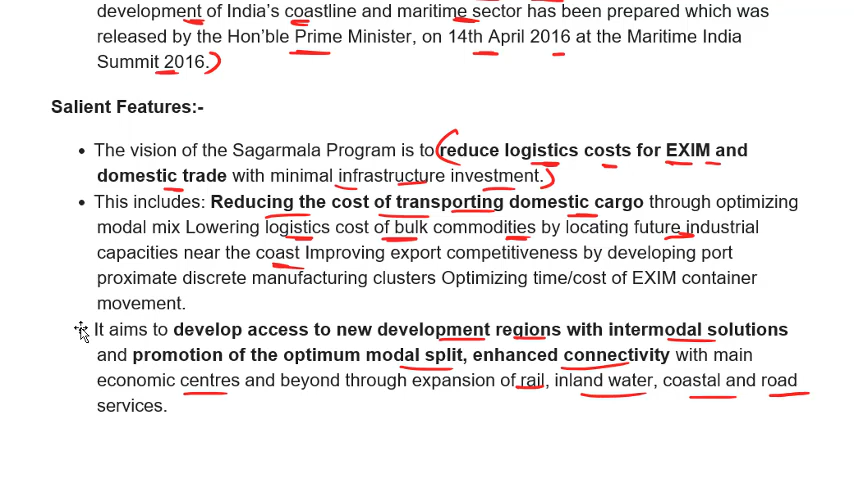 development of India's coastline and maritime sector has been prepared which was
released by the Hon'ble Prime Minister, on 14th April 2016 at the Maritime India
Summit 2016.
Salient Features:-
• The vision of the Sagarmala Program is to reduce logistics costs for EXIM and
domestic trade with minimal infrastructure investment.
• This includes: Reducing the cost of transporting domestic cargo through optimizing
modal mix Lowering logistics cost of bulk commodities by locating future industrial
capacities near the coast Improving export competitiveness by developing port
proximate discrete manufacturing clusters Optimizing time/cost of EXIM container
movement.
It aims to develop access to new development regions with intermodal solutions
and promotion of the optimum modal split, enhanced connectivity with main
economic centres and beyond through expansion of rail, inland water, coastal and road
services.